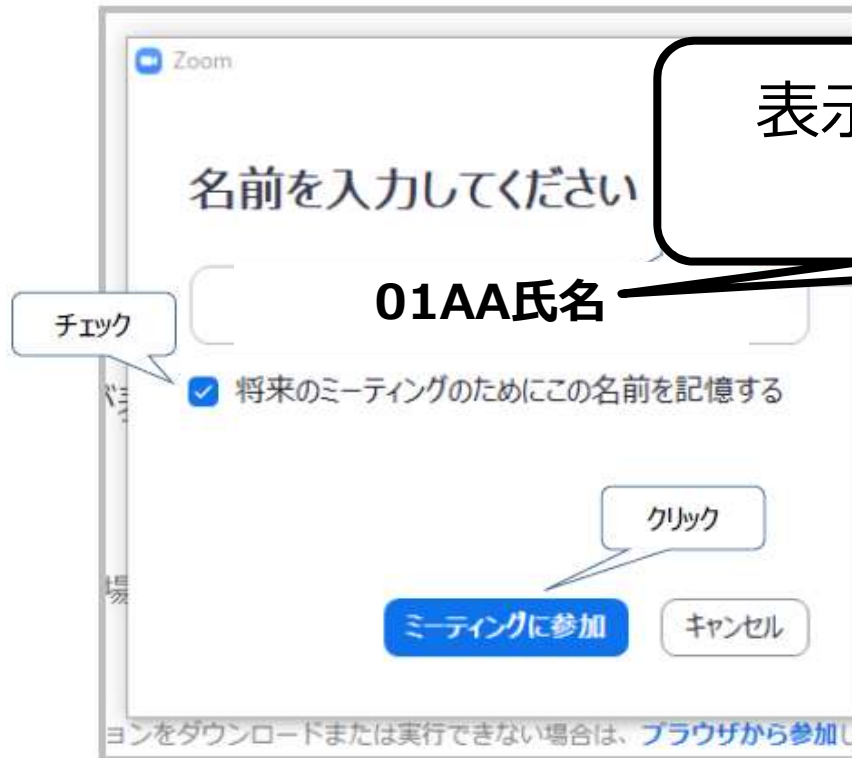 Zoom
表示
名前を入力してください
01AA氏名
チェック
将来のミーティングのためにこの名前を記憶する
クリック
場
ミーティングに参加
キャンセル
ョンをダウンロードまたは実行できない場合は、ブラウザから参加し